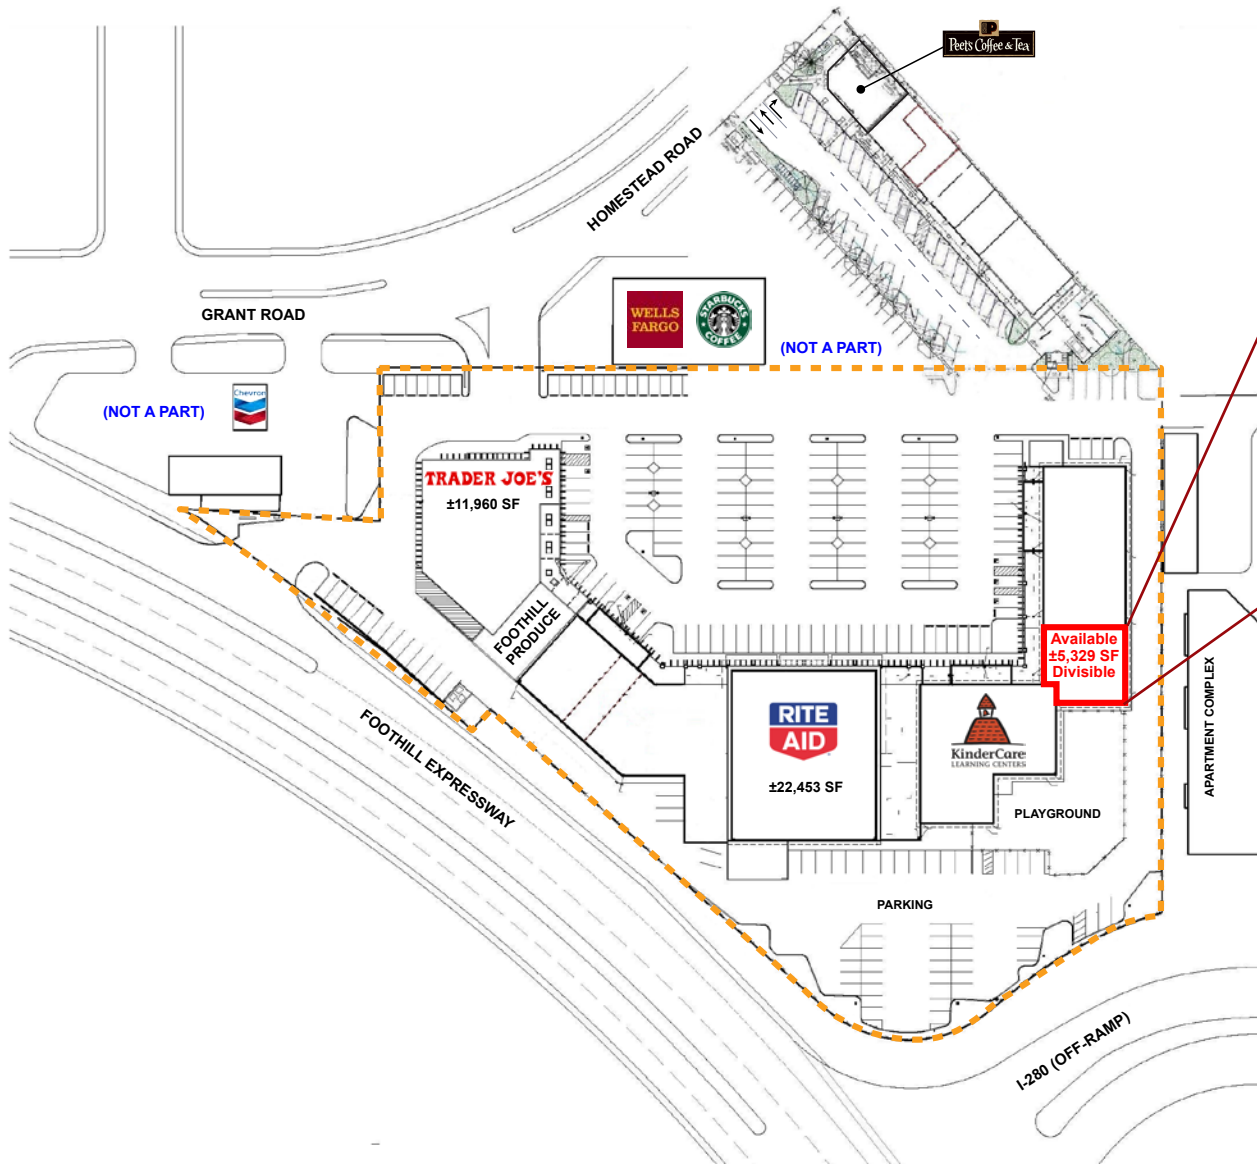 Peet's Coffee & Tea
HOMESTEAD ROAD
GRANT ROAD
WELLS
FARGO
STARBUCKS
COFFEE
(NOT A PART)
Chevron
(NOT A PART)
TRADER JOE'S
±11,960 SF
FOOTHILL
PRODUCE
Available
±5,329 SF
Divisible
APARTMENT COMPLEX
RITE
AID
±22,453 SF
KinderCare
LEARNING CENTERS
PLAYGROUND
FOOTHILL EXPRESSWAY
PARKING
I-280 (OFF-RAMP)